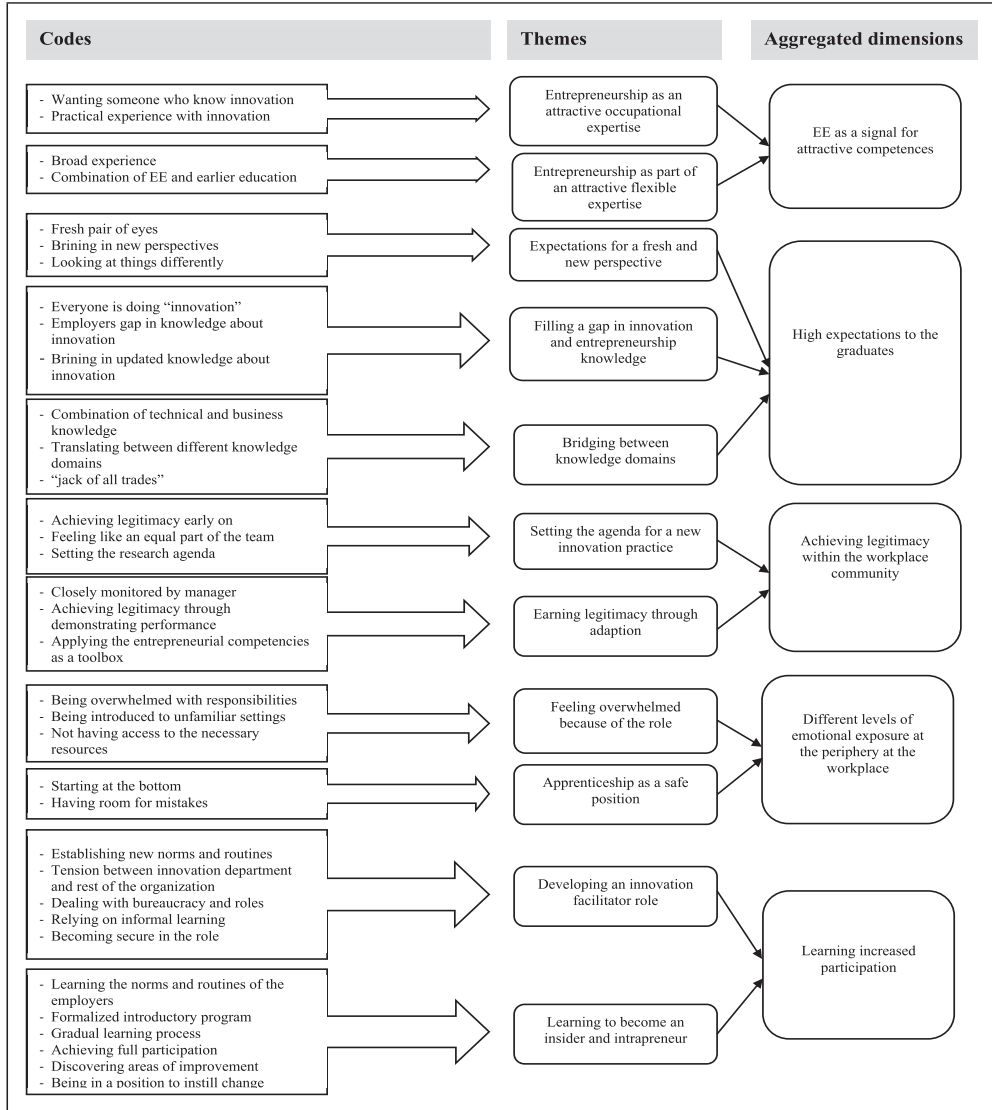 Codes
Themes
Aggregated dimensions
- Wanting someone who know innovation
- Practical experience with innovation
Entrepreneurship as an
attractive occupational
expertise
EE as a signal for
attractive competences
- Broad experience
- Combination of EE and earlier education
Entrepreneurship as part of
an attractive flexible
expertise
- Fresh pair of eyes
- Brining in new perspectives
- Looking at things differently
Expectations for a fresh and
new perspective
- Everyone is doing “innovation”
- Employers gap in knowledge about
innovation
- Brining in updated knowledge about
innovation
Filling a gap in innovation
and entrepreneurship
knowledge
High expectations to the
graduates
- Combination of technical and business
knowledge
- Translating between different knowledge
domains
- “jack of all trades”
Bridging between
knowledge domains
- Achieving legitimacy early on
- Feeling like an equal part of the team
- Setting the research agenda
Setting the agenda for a new
innovation practice
Achieving legitimacy
within the workplace
community
- Closely monitored by manager
- Achieving legitimacy through
demonstrating performance
- Applying the entrepreneurial competencies
as a toolbox
Earning legitimacy through
adaption
- Being overwhelmed with responsibilities
- Being introduced to unfamiliar settings
- Not having access to the necessary
resources
Feeling overwhelmed
because of the role
Different levels of
emotional exposure at
the periphery at the
workplace
- Starting at the bottom
- Having room for mistakes
Apprenticeship as a safe
position
- Establishing new norms and routines
- Tension between innovation department
and rest of the organization
- Dealing with bureaucracy and roles
- Relying on informal learning
- Becoming secure in the role
Developing an innovation
facilitator role
Learning increased
participation
- Learning the norms and routines of the
employers
- Formalized introductory program
- Gradual learning process
- Achieving full participation
- Discovering areas of improvement
- Being in a position to instill change
Learning to become an
insider and intrapreneur